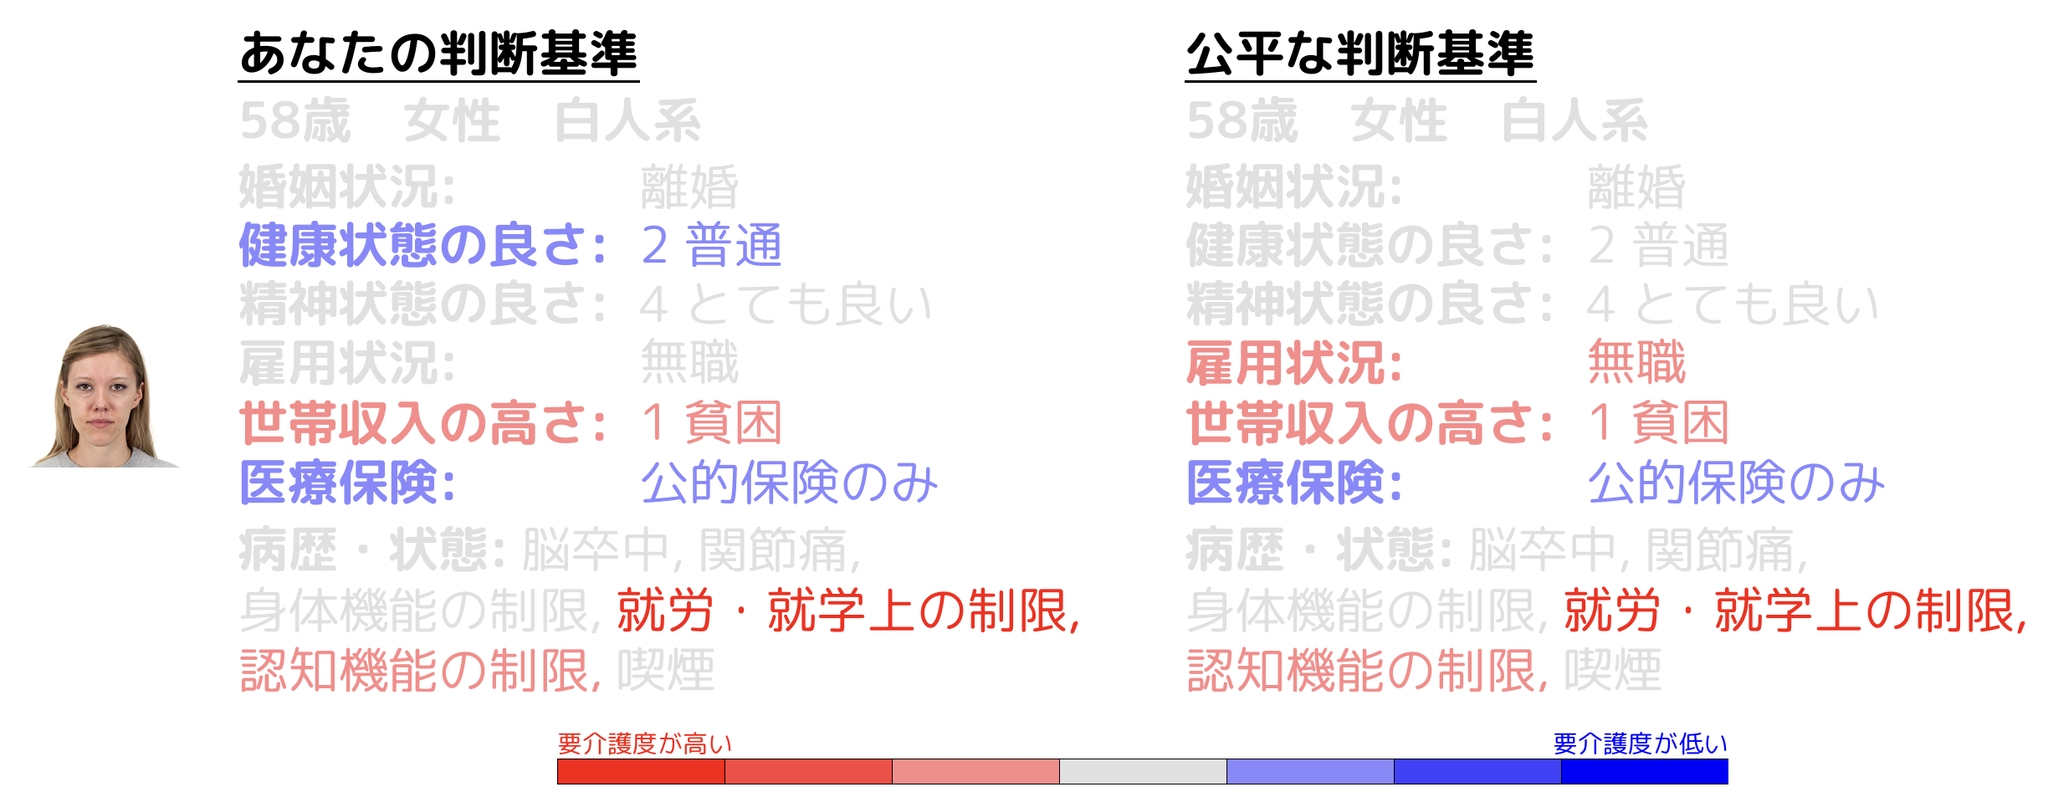 あなたの判断基準
58歳　女性　白人系
婚姻状況: 離婚
健康状態の良さ: 2 普通
精神状態の良さ: 4 とても良い
雇用状況: 無職
世帯収入の高さ: 1 貧困
医療保険: 公的保険のみ
病歴・状態: 脳卒中, 関節痛,
身体機能の制限, 就労・就学上の制限,
認知機能の制限, 喫煙
公平な判断基準
58歳　女性　白人系
婚姻状況: 離婚
健康状態の良さ: 2 普通
精神状態の良さ: 4 とても良い
雇用状況: 無職
世帯収入の高さ: 1 貧困
医療保険: 公的保険のみ
病歴・状態: 脳卒中, 関節痛,
身体機能の制限, 就労・就学上の制限,
認知機能の制限, 喫煙
要介護度が高い
要介護度が低い